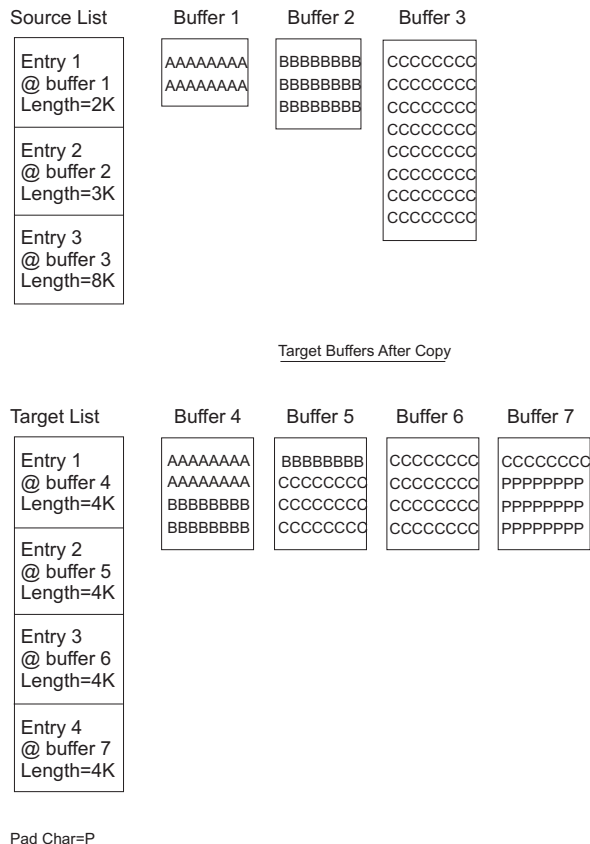 Source List Buffer 1 Buffer 2 Buffer 3
Entry 1
@ buffer 1
Length=2K
Entry 2
@ buffer 2
Length=3K
Entry 3
@ buffer 3
Length=8K
AAAAAAAA
AAAAAAAA
BBBBBBBB
BBBBBBBB
BBBBBBBB
CCCCCCCC
CCCCCCCC
CCCCCCCC
CCCCCCCC
CCCCCCCC
CCCCCCCC
CCCCCCCC
CCCCCCCC
Target Buffers After Copy
Target List Buffer 4 Buffer 5 Buffer 6 Buffer 7
Entry 1
@ buffer 4
Length=4K
Entry 2
@ buffer 5
Length=4K
Entry 3
@ buffer 6
Length=4K
Entry 4
@ buffer 7
Length=4K
AAAAAAAA
AAAAAAAA
BBBBBBBB
BBBBBBBB
BBBBBBBB
CCCCCCCC
CCCCCCCC
CCCCCCCC
CCCCCCCC
CCCCCCCC
CCCCCCCC
CCCCCCCC
CCCCCCCC
PPPPPPPP
PPPPPPPP
PPPPPPPP
Pad Char=P